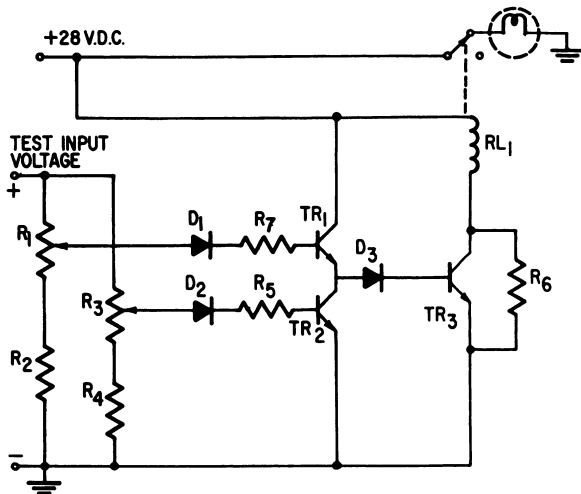 +28 V.D.C.
RL1
TEST INPUT
VOLTAGE
+
R1
D1
R7
TR1
D3
R3
D2
R5
TR2
TR3
R6
R2
R4
−